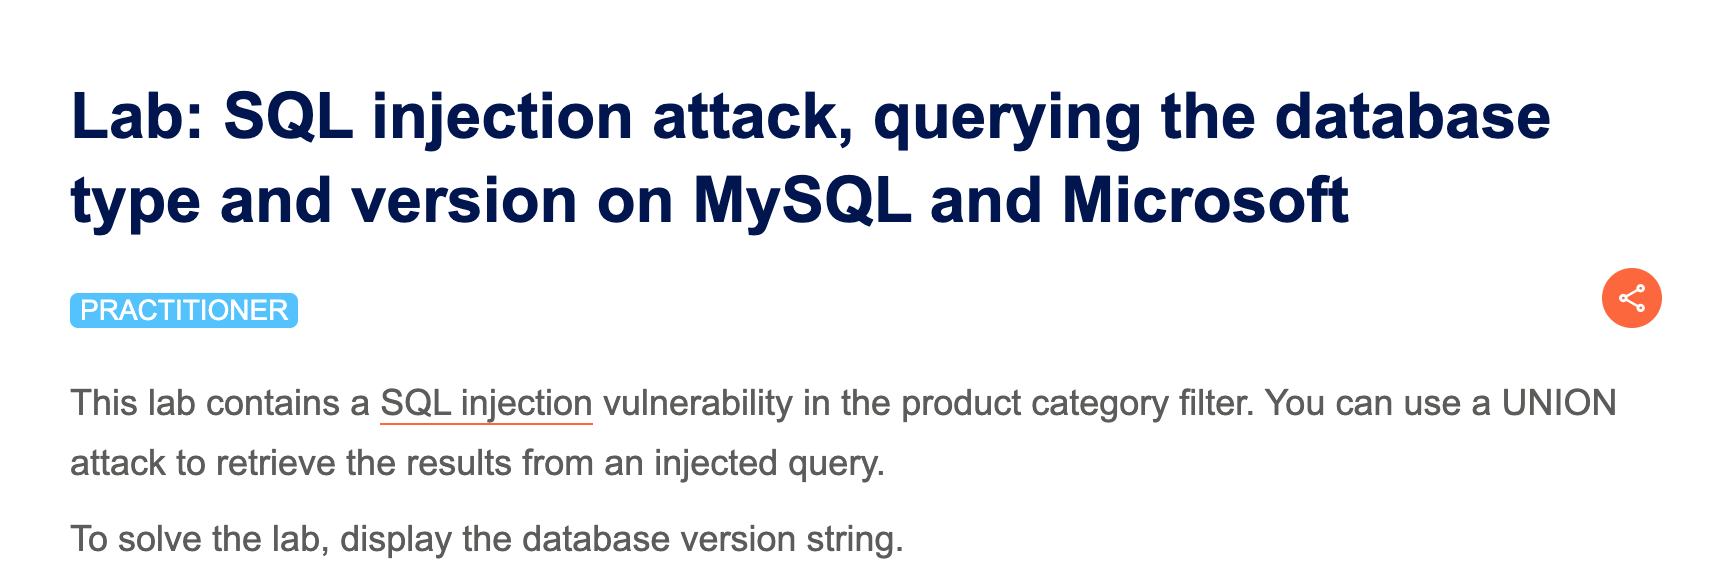 Lab: SQL injection attack, querying the database
type and version on MySQL and Microsoft
PRACTITIONER
This lab contains a SQL injection vulnerability in the product category filter. You can use a UNION
attack to retrieve the results from an injected query.
To solve the lab, display the database version string.